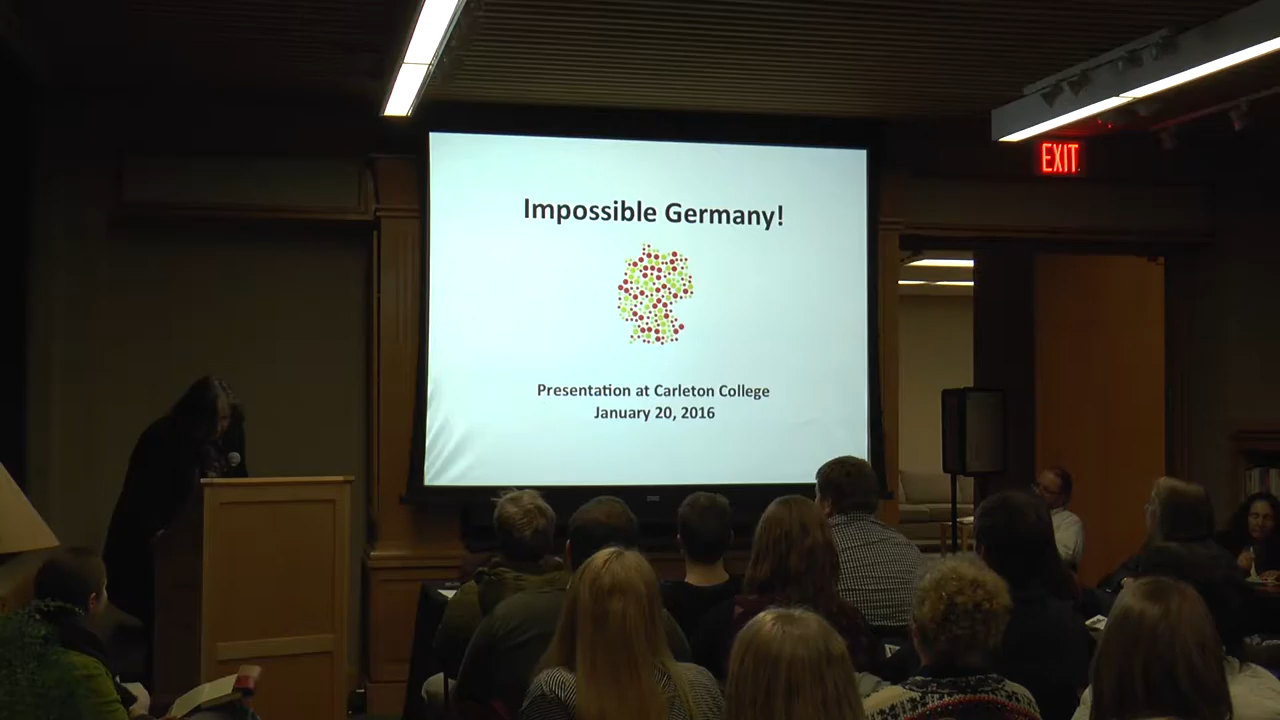 EXIT
Impossible Germany!
Presentation at Carleton College
January 20, 2016